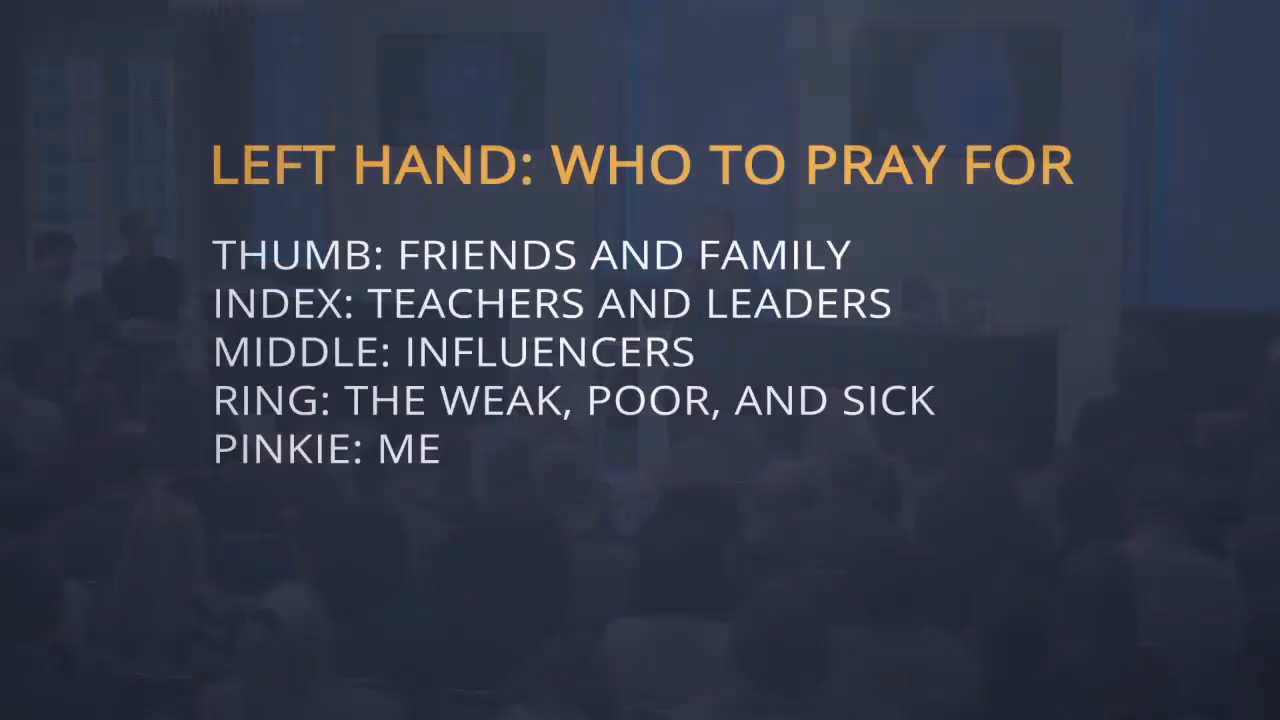 LEFT HAND: WHO TO PRAY FOR
THUMB: FRIENDS AND FAMILY
INDEX: TEACHERS AND LEADERS
MIDDLE: INFLUENCERS
RING: THE WEAK, POOR, AND SICK
PINKIE: ME